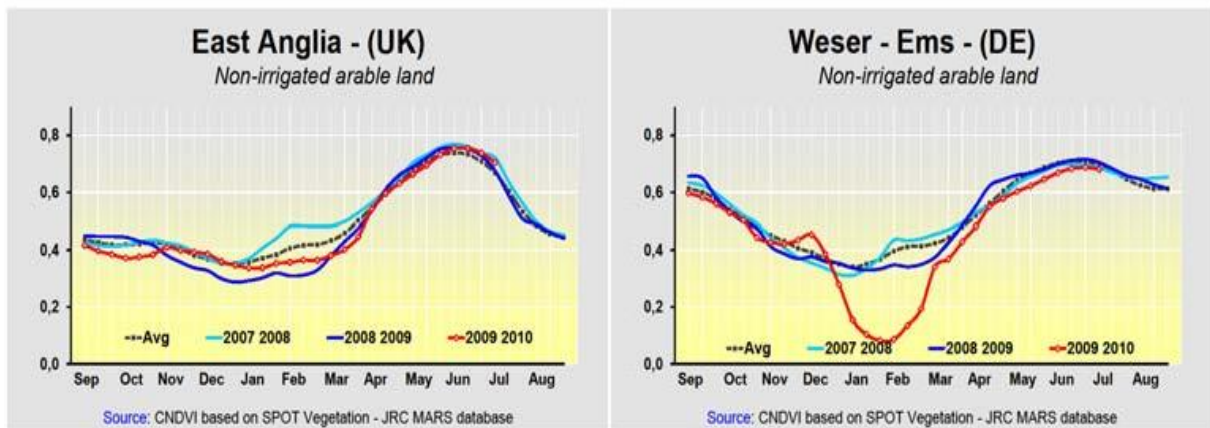 East Anglia - (UK)
Non-irrigated arable land
0,8
0,6
0,4
0,2
0,0
Avg 2007 2008 2008 2009 2009 2010
Sep Oct Nov Dec Jan Feb Mar Apr May Jun Jul Aug
Source: CNDVI based on SPOT Vegetation - JRC MARS database
Weser - Ems - (DE)
Non-irrigated arable land
0,8
0,6
0,4
0,2
0,0
Avg 2007 2008 2008 2009 2009 2010
Sep Oct Nov Dec Jan Feb Mar Apr May Jun Jul Aug
Source: CNDVI based on SPOT Vegetation - JRC MARS database